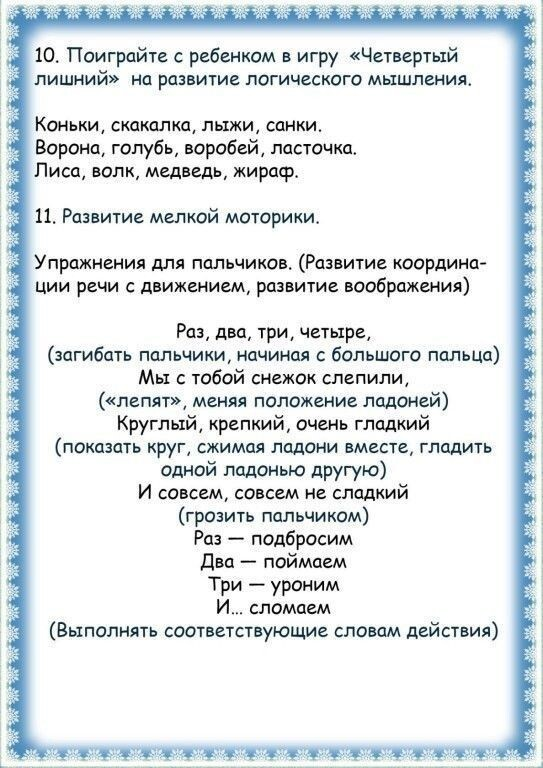 10. Поиграйте с ребенком в игру «Четвертый
лишний» на развитие логического мышления.
Коньки, скакалка, лыжи, санки.
Ворона, голубь, воробей, ласточка.
Лиса, волк, медведь, жираф.
11. Развитие мелкой моторики.
Упражнения для пальчиков. (Развитие координа-
ции речи с движением, развитие воображения)
Раз, два, три, четыре,
(загибать пальчики, начиная с большого пальца)
Мы с тобой снежок слепили,
(«лепят», меняя положение ладоней)
Круглый, крепкий, очень гладкий
(показать круг, сжимая ладони вместе, гладить
одной ладонью другую)
И совсем, совсем не сладкий
(грозить пальчиком)
Раз — подбросим
Два — поймаем
Три — уроним
И... сломаем
(Выполнять соответствующие словам действия)